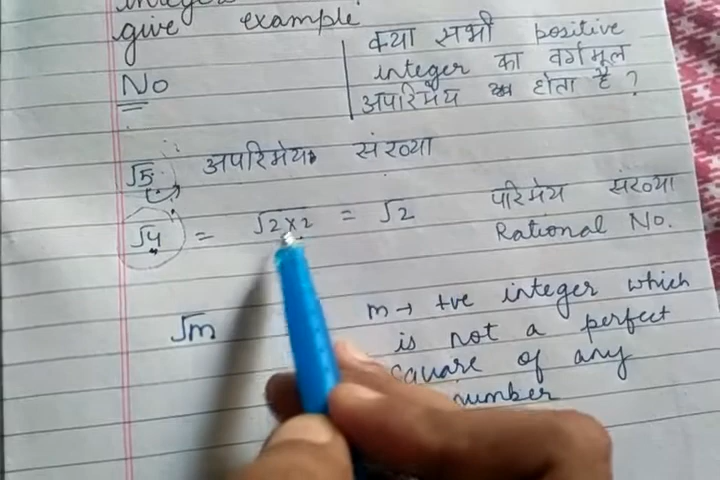 integer
give example
क्या सभी positive
integer का वर्गमूल
अपरिमेय होता है ?
No
√5 अपरिमेय संख्या
√4 = √2×2 = √2 परिमेय संख्या
Rational No.
√m m → +ve integer which
is not a perfect
square of any
number